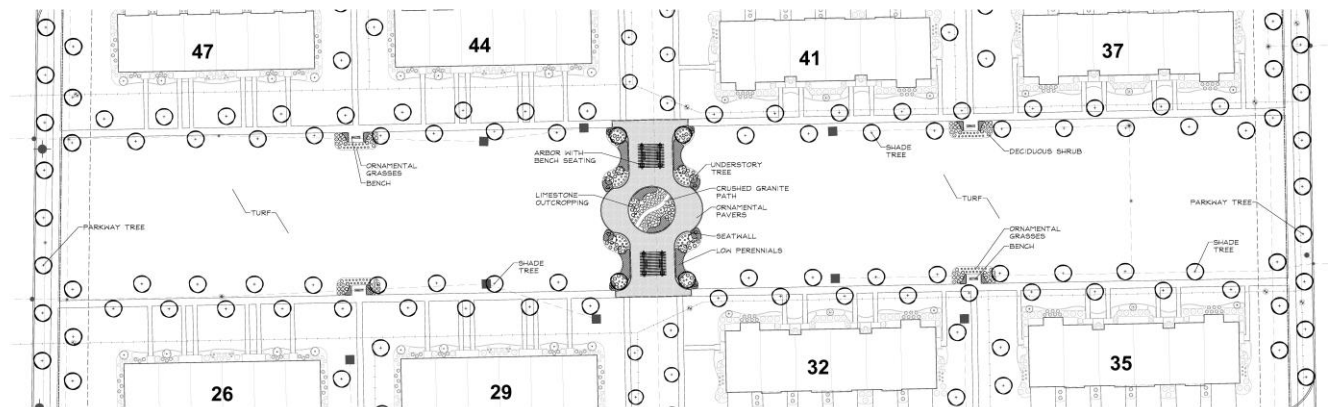 47
44
41
37
ARBOR WITH
BENCH SEATING
ORNAMENTAL
GRASSES
BENCH
UNDERSTORY
TREE
SHADE
TREE
DECIDUOUS SHRUB
LIMESTONE
OUTCROPPING
CRUSHED GRANITE
PATH
ORNAMENTAL
PAVERS
TURF
TURF
PARKWAY TREE
PARKWAY TREE
SEATWALL
ORNAMENTAL
GRASSES
BENCH
LOW PERENNIALS
SHADE
TREE
SHADE
TREE
26
29
32
35